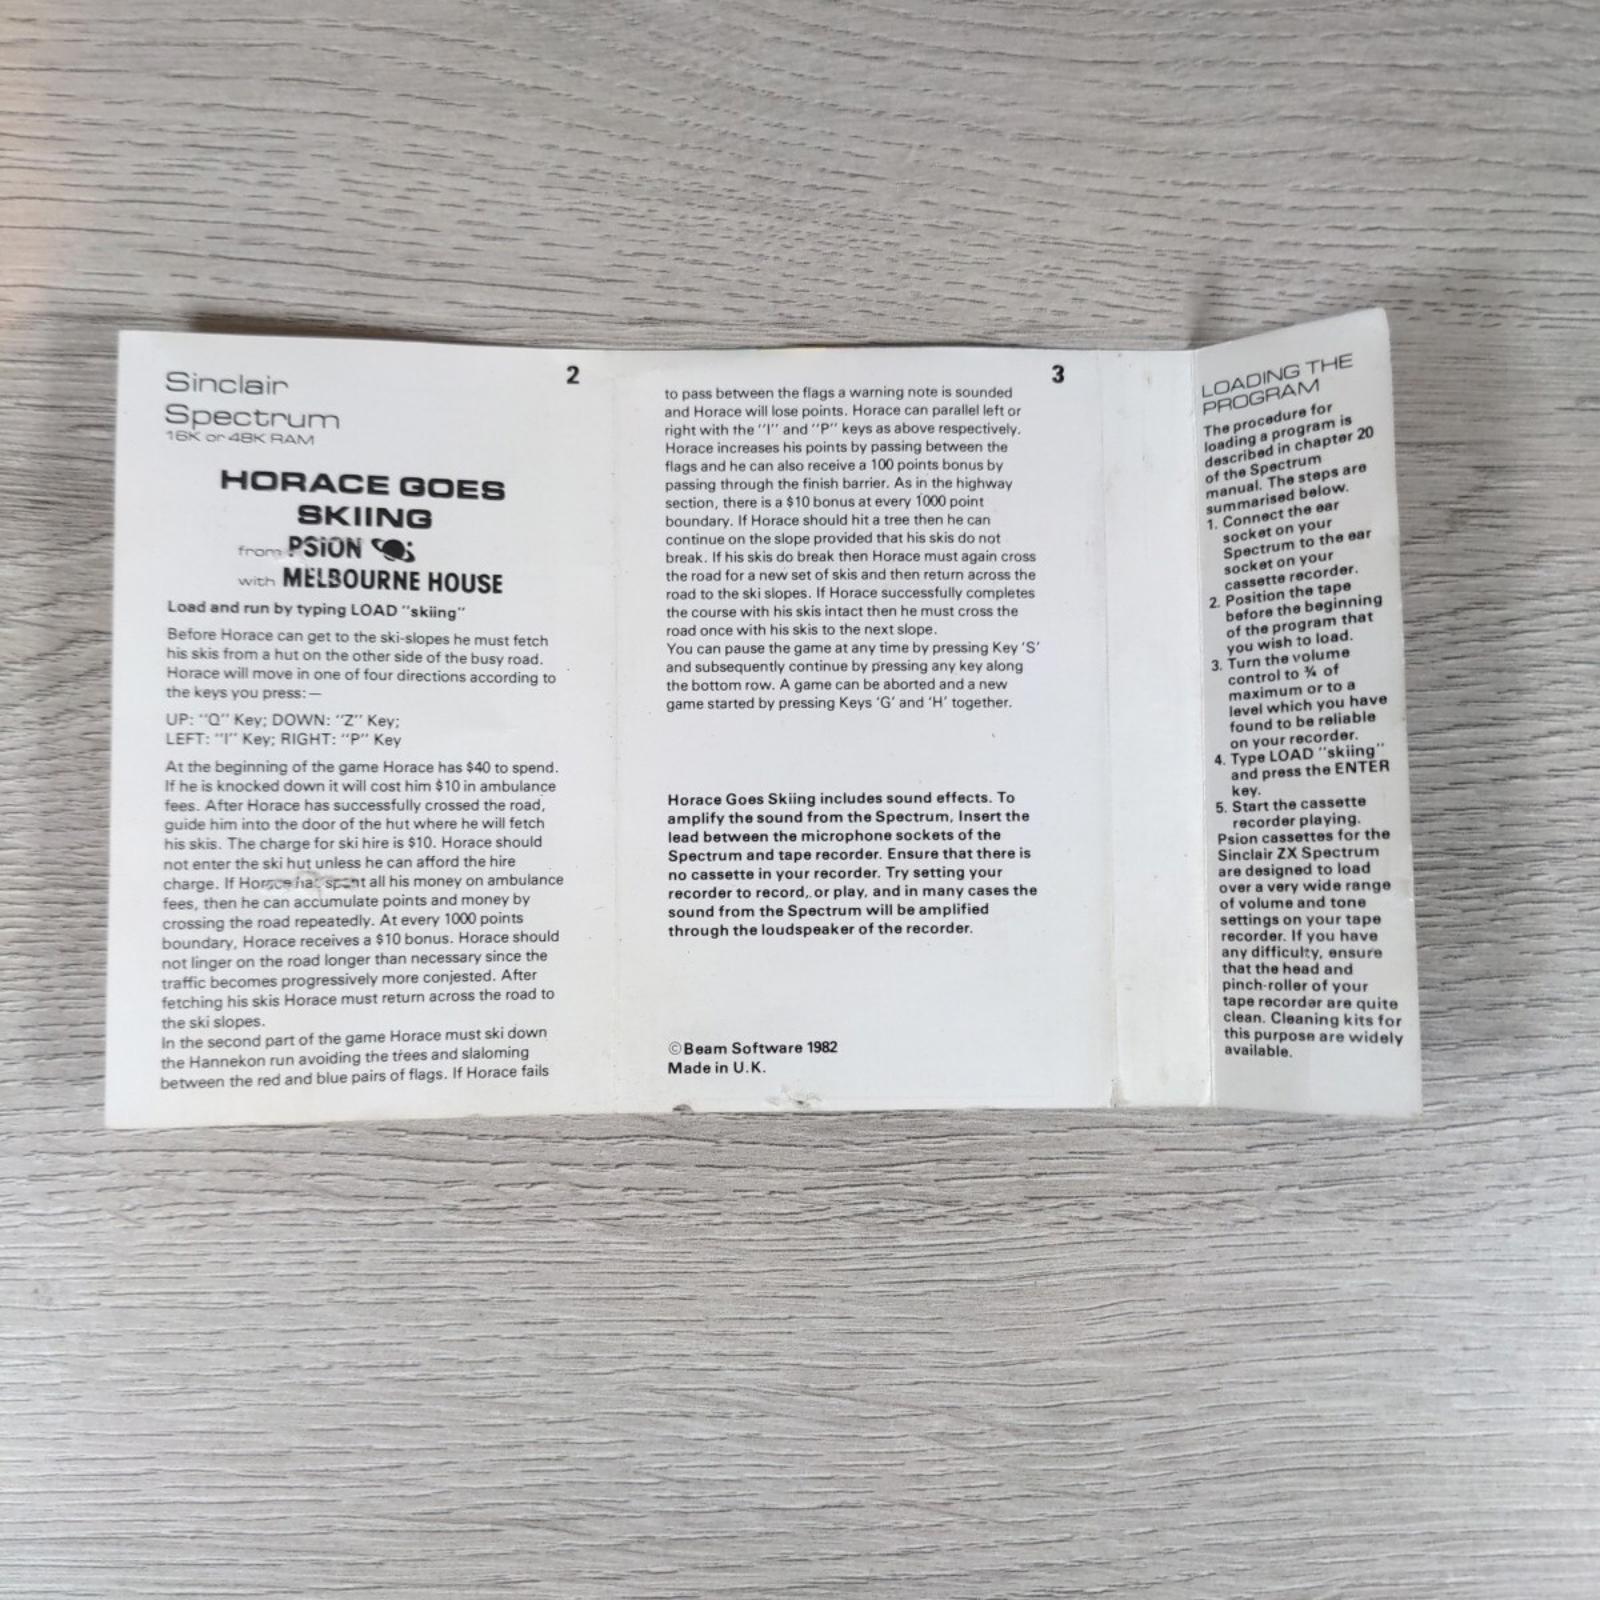 Sinclair
Spectrum
16K or 48K RAM
2
HORACE GOES
SKIING
from PSION
with MELBOURNE HOUSE
Load and run by typing LOAD "skiing"
Before Horace can get to the ski-slopes he must fetch
his skis from a hut on the other side of the busy road.
Horace will move in one of four directions according to
the keys you press:—
UP: "Q" Key; DOWN: "Z" Key;
LEFT: "I" Key; RIGHT: "P" Key
At the beginning of the game Horace has $40 to spend.
If he is knocked down it will cost him $10 in ambulance
fees. After Horace has successfully crossed the road,
guide him into the door of the hut where he will fetch
his skis. The charge for ski hire is $10. Horace should
not enter the ski hut unless he can afford the hire
charge. If Horace has spent all his money on ambulance
fees, then he can accumulate points and money by
crossing the road repeatedly. At every 1000 points
boundary, Horace receives a $10 bonus. Horace should
not linger on the road longer than necessary since the
traffic becomes progressively more conjested. After
fetching his skis Horace must return across the road to
the ski slopes.
In the second part of the game Horace must ski down
the Hannekon run avoiding the trees and slaloming
between the red and blue pairs of flags. If Horace fails
3
to pass between the flags a warning note is sounded
and Horace will lose points. Horace can parallel left or
right with the "I" and "P" keys as above respectively.
Horace increases his points by passing between the
flags and he can also receive a 100 points bonus by
passing through the finish barrier. As in the highway
section, there is a $10 bonus at every 1000 point
boundary. If Horace should hit a tree then he can
continue on the slope provided that his skis do not
break. If his skis do break then Horace must again cross
the road for a new set of skis and then return across the
road to the ski slopes. If Horace successfully completes
the course with his skis intact then he must cross the
road once with his skis to the next slope.
You can pause the game at any time by pressing Key 'S'
and subsequently continue by pressing any key along
the bottom row. A game can be aborted and a new
game started by pressing Keys 'G' and 'H' together.
Horace Goes Skiing includes sound effects. To
amplify the sound from the Spectrum, Insert the
lead between the microphone sockets of the
Spectrum and tape recorder. Ensure that there is
no cassette in your recorder. Try setting your
recorder to record, or play, and in many cases the
sound from the Spectrum will be amplified
through the loudspeaker of the recorder.
©Beam Software 1982
Made in U.K.
LOADING THE
PROGRAM
The procedure for
loading a program is
described in chapter 20
of the Spectrum
manual. The steps are
summarised below.
1. Connect the ear
socket on your
Spectrum to the ear
socket on your
cassette recorder.
2. Position the tape
before the beginning
of the program that
you wish to load.
3. Turn the volume
control to ¾ of
maximum or to a
level which you have
found to be reliable
on your recorder.
4. Type LOAD "skiing"
and press the ENTER
key.
5. Start the cassette
recorder playing.
Psion cassettes for the
Sinclair ZX Spectrum
are designed to load
over a very wide range
of volume and tone
settings on your tape
recorder. If you have
any difficulty, ensure
that the head and
pinch-roller of your
tape recorder are quite
clean. Cleaning kits for
this purpose are widely
available.